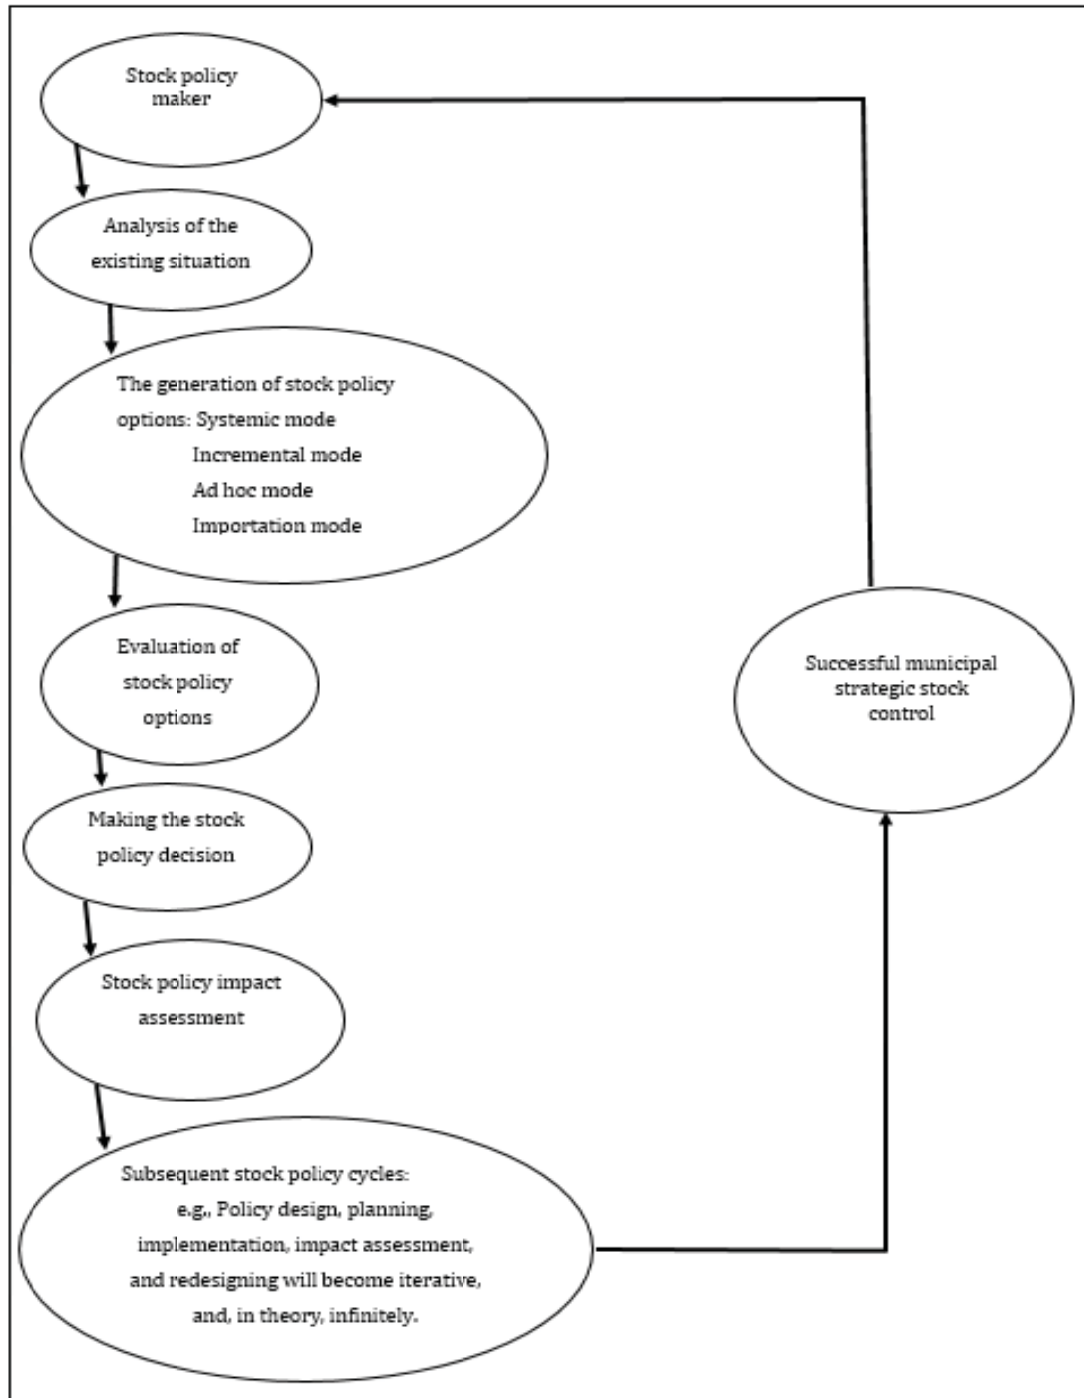 Stock policy
maker
Analysis of the
existing situation
The generation of stock policy
options: Systemic mode
Incremental mode
Ad hoc mode
Importation mode
Evaluation of
stock policy
options
Making the stock
policy decision
Stock policy impact
assessment
Subsequent stock policy cycles:
e.g., Policy design, planning,
implementation, impact assessment,
and redesigning will become iterative,
and, in theory, infinitely.
Successful municipal
strategic stock
control